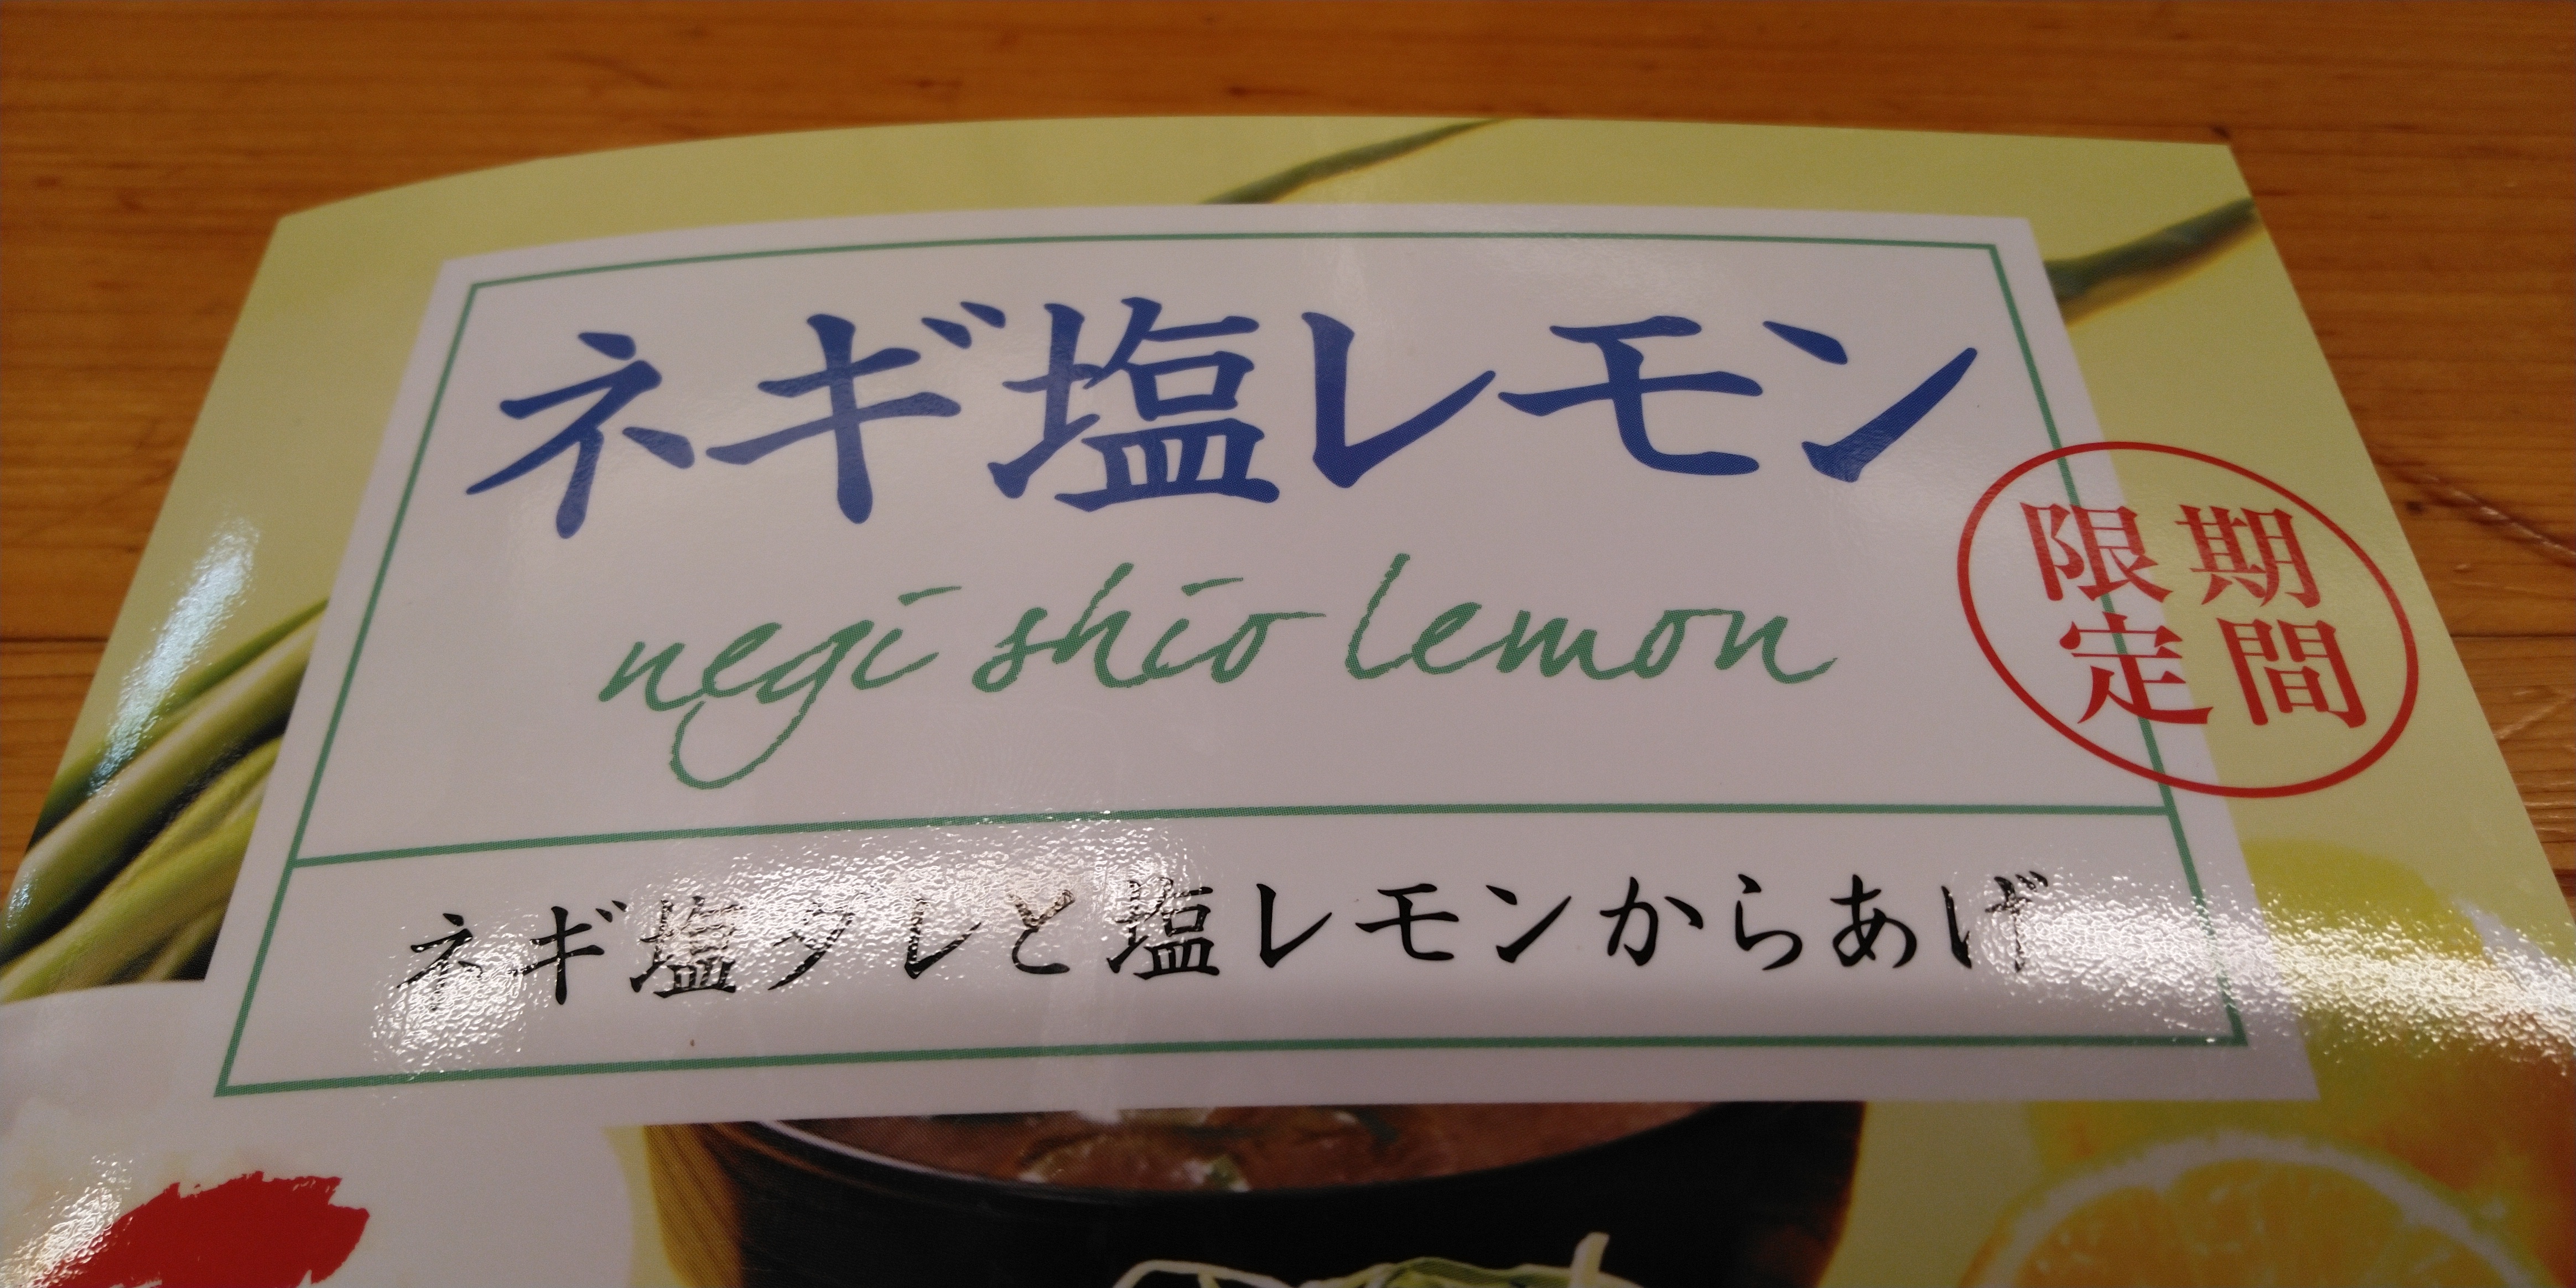 ネギ塩レモン
negi shio lemon
期間
限定
ネギ塩タレと塩レモンからあげ